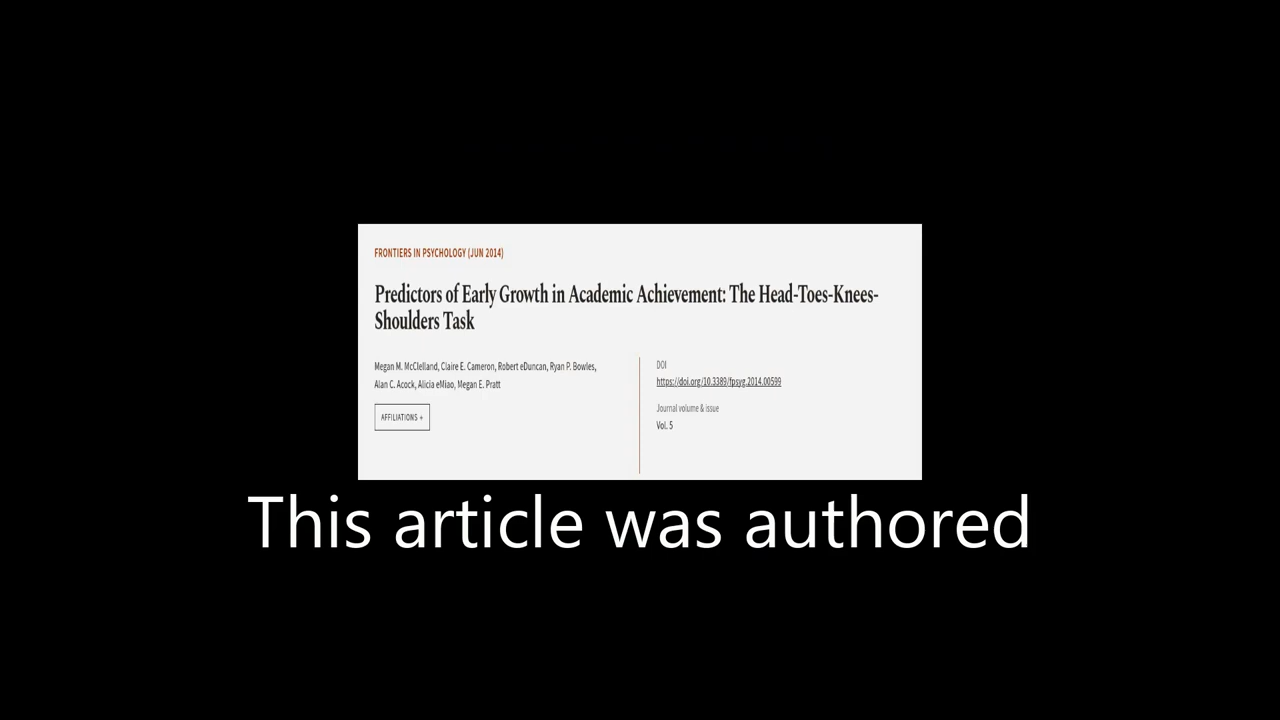 FRONTIERS IN PSYCHOLOGY (JUN 2014)
Predictors of Early Growth in Academic Achievement: The Head-Toes-Knees-
Shoulders Task
Megan M. McClelland, Claire E. Cameron, Robert eDuncan, Ryan P. Bowles,
Alan C. Acock, Alicia eMiao, Megan E. Pratt
AFFILIATIONS +
DOI
https://doi.org/10.3389/fpsyg.2014.00599
Journal volume & issue
Vol. 5
This article was authored